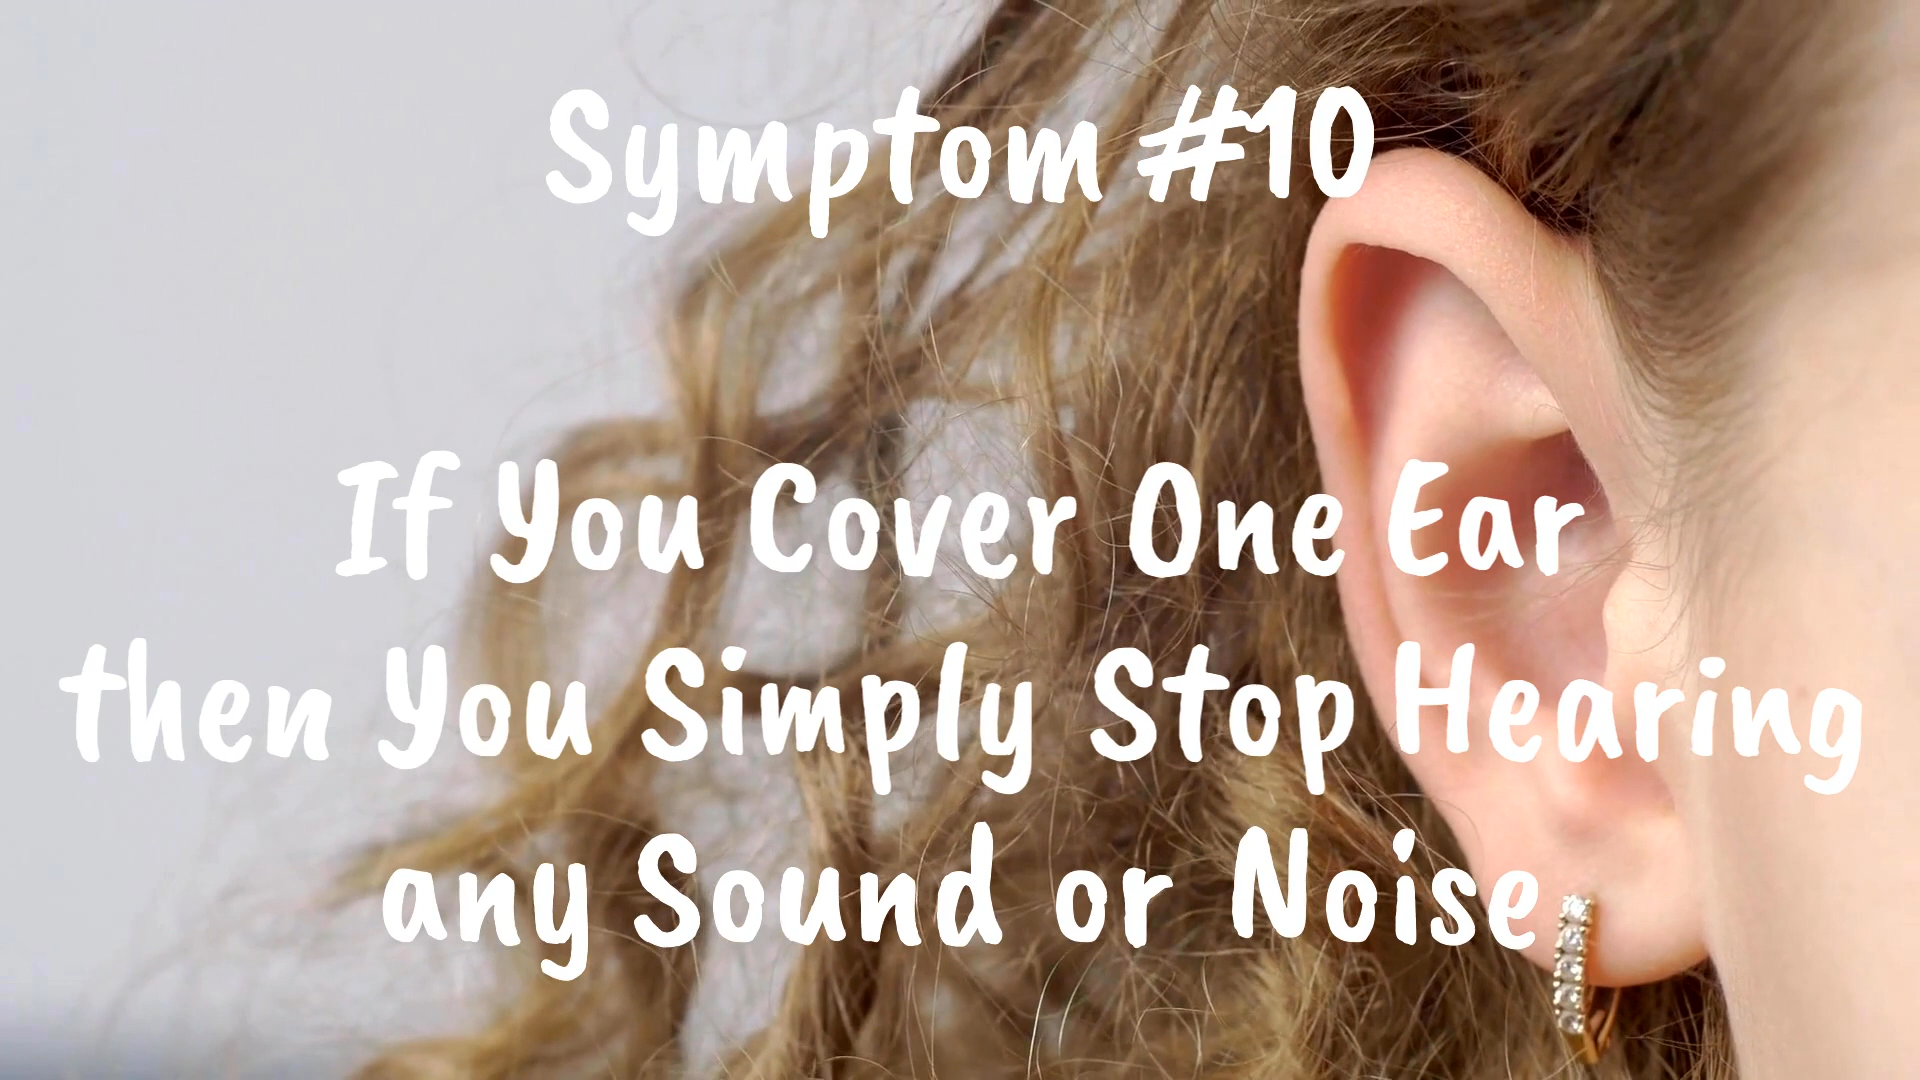 Symptom #10
If You Cover One Ear
then You Simply Stop Hearing
any Sound or Noise